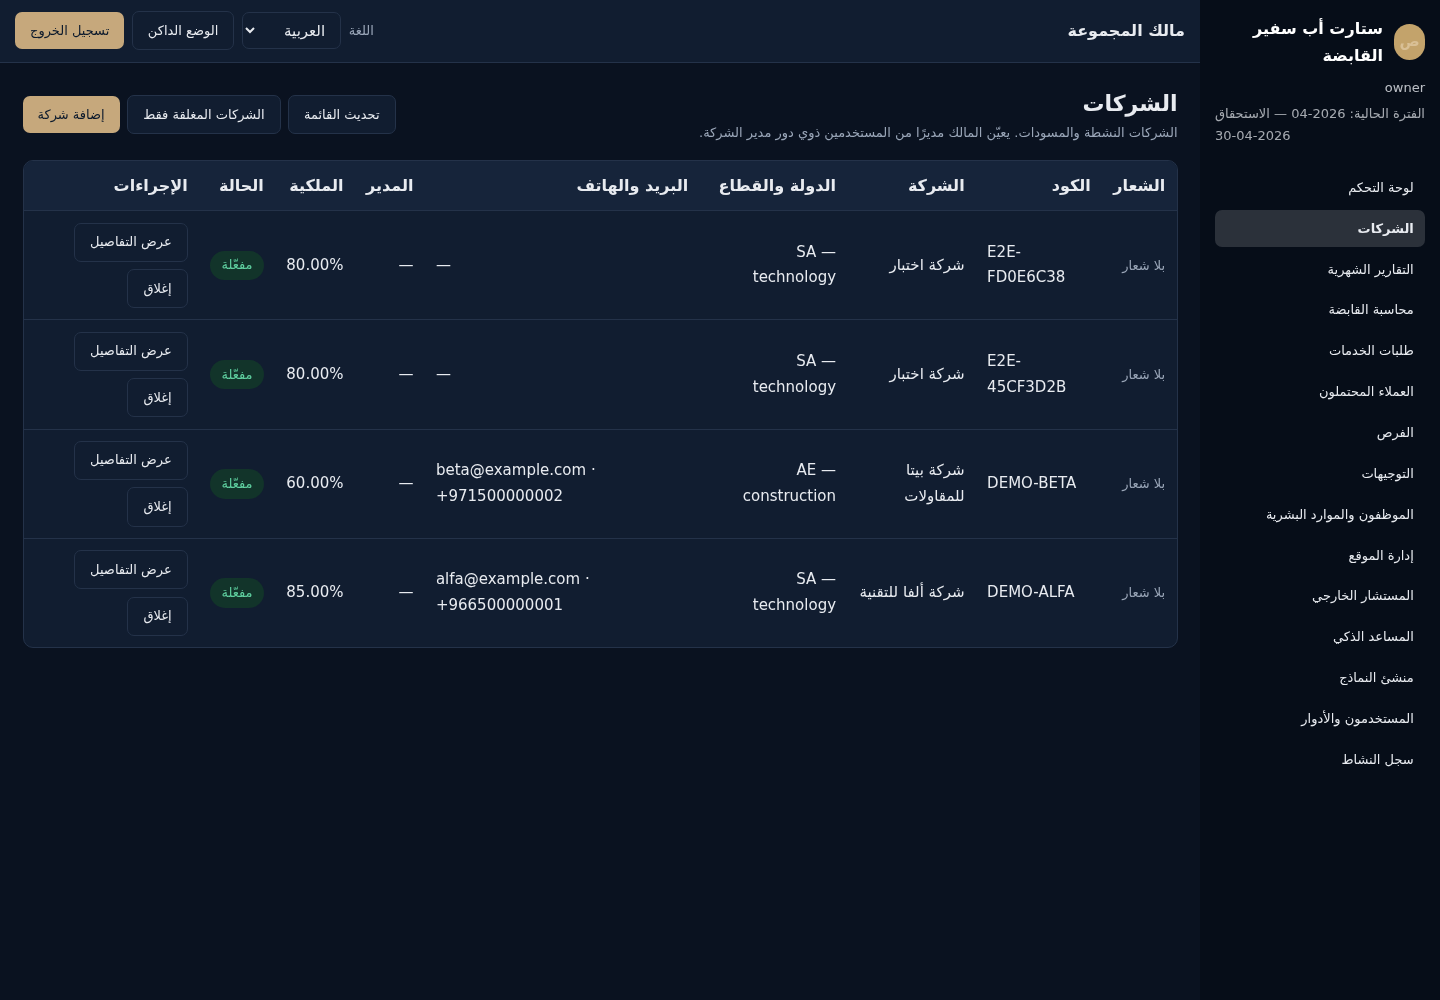 ص
ستارت أب سفير
القابضة
owner
الفترة الحالية: 2026-04 — الاستحقاق
2026-04-30
لوحة التحكم
الشركات
التقارير الشهرية
محاسبة القابضة
طلبات الخدمات
العملاء المحتملون
الفرص
التوجيهات
الموظفون والموارد البشرية
إدارة الموقع
المستشار الخارجي
المساعد الذكي
منشئ النماذج
المستخدمون والأدوار
سجل النشاط
مالك المجموعة
اللغة العربية الوضع الداكن تسجيل الخروج
الشركات
الشركات النشطة والمسودات. يعيّن المالك مديرًا من المستخدمين ذوي دور مدير الشركة.
تحديث القائمة الشركات المغلقة فقط إضافة شركة
الشعار الكود الشركة الدولة والقطاع البريد والهاتف المدير الملكية الحالة الإجراءات
بلا شعار
E2E-
FD0E6C38
شركة اختبار
SA —
technology
—
—
80.00%
مفعّلة
عرض التفاصيل
إغلاق
بلا شعار
E2E-
45CF3D2B
شركة اختبار
SA —
technology
—
—
80.00%
مفعّلة
عرض التفاصيل
إغلاق
بلا شعار
DEMO-BETA
شركة بيتا
للمقاولات
AE —
construction
beta@example.com ·
+971500000002
—
60.00%
مفعّلة
عرض التفاصيل
إغلاق
بلا شعار
DEMO-ALFA
شركة ألفا للتقنية
SA —
technology
alfa@example.com ·
+966500000001
—
85.00%
مفعّلة
عرض التفاصيل
إغلاق